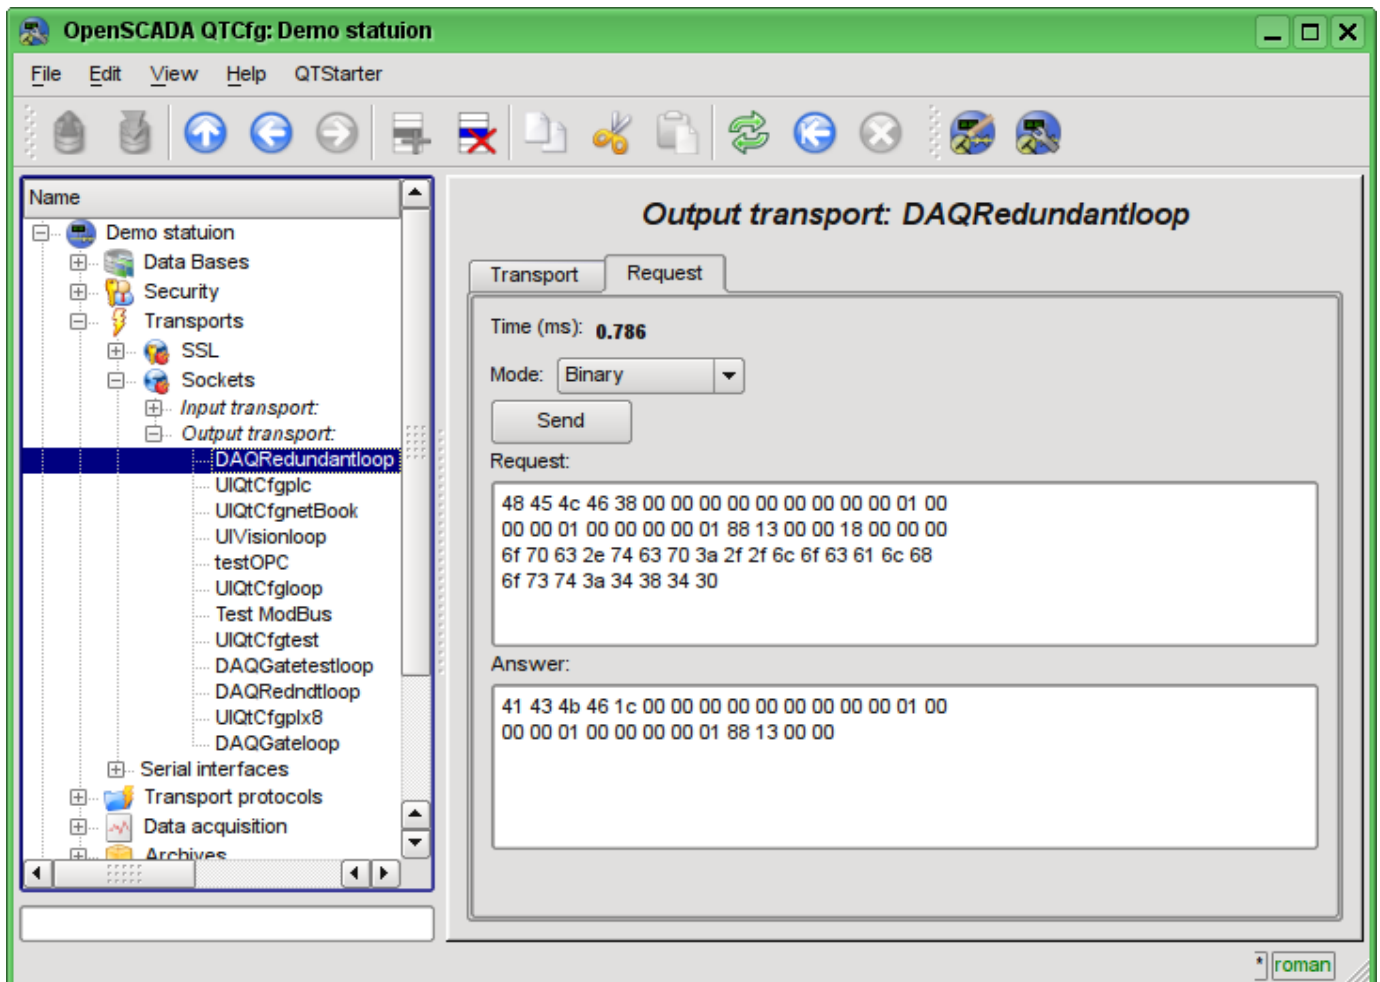 OpenSCADA QTCfg: Demo statuion
File Edit View Help QTStarter
Name
Demo statuion
Data Bases
Security
Transports
SSL
Sockets
Input transport:
Output transport:
DAQRedundantloop
UIQtCfgplc
UIQtCfgnetBook
UIVisionloop
testOPC
UIQtCfgloop
Test ModBus
UIQtCfgtest
DAQGatetestloop
DAQRedndtloop
UIQtCfgplx8
DAQGateloop
Serial interfaces
Transport protocols
Data acquisition
Archives
Output transport: DAQRedundantloop
Transport Request
Time (ms): 0.786
Mode: Binary
Send
Request:
48 45 4c 46 38 00 00 00 00 00 00 00 00 00 01 00
00 00 01 00 00 00 00 01 88 13 00 00 18 00 00 00
6f 70 63 2e 74 63 70 3a 2f 2f 6c 6f 63 61 6c 68
6f 73 74 3a 34 38 34 30
Answer:
41 43 4b 46 1c 00 00 00 00 00 00 00 00 00 01 00
00 00 01 00 00 00 00 01 88 13 00 00
* roman